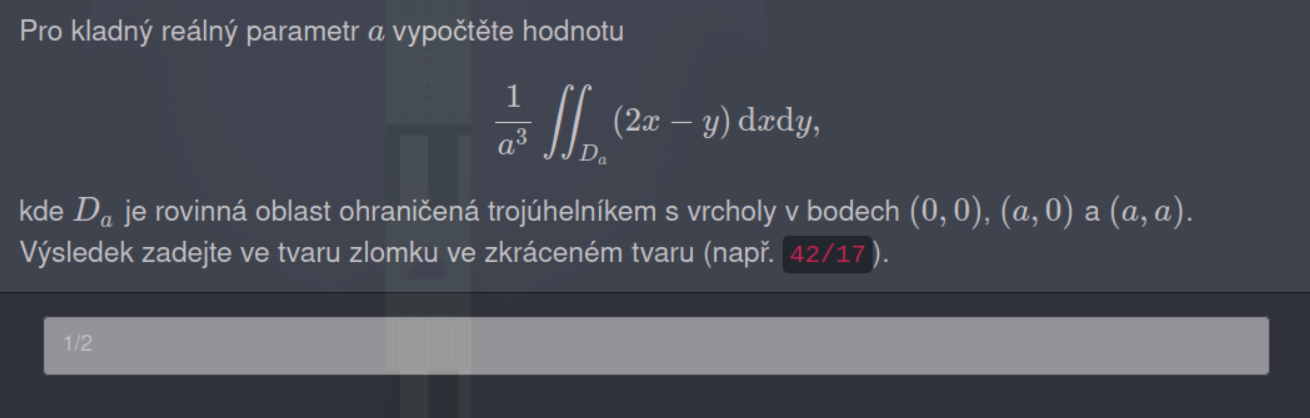 Pro kladný reálný parametr a vypočtěte hodnotu
1/a³ ∬_{D_a} (2x − y) dxdy,
kde D_a je rovinná oblast ohraničená trojúhelníkem s vrcholy v bodech (0, 0), (a, 0) a (a, a).
Výsledek zadejte ve tvaru zlomku ve zkráceném tvaru (např. 42/17).
1/2